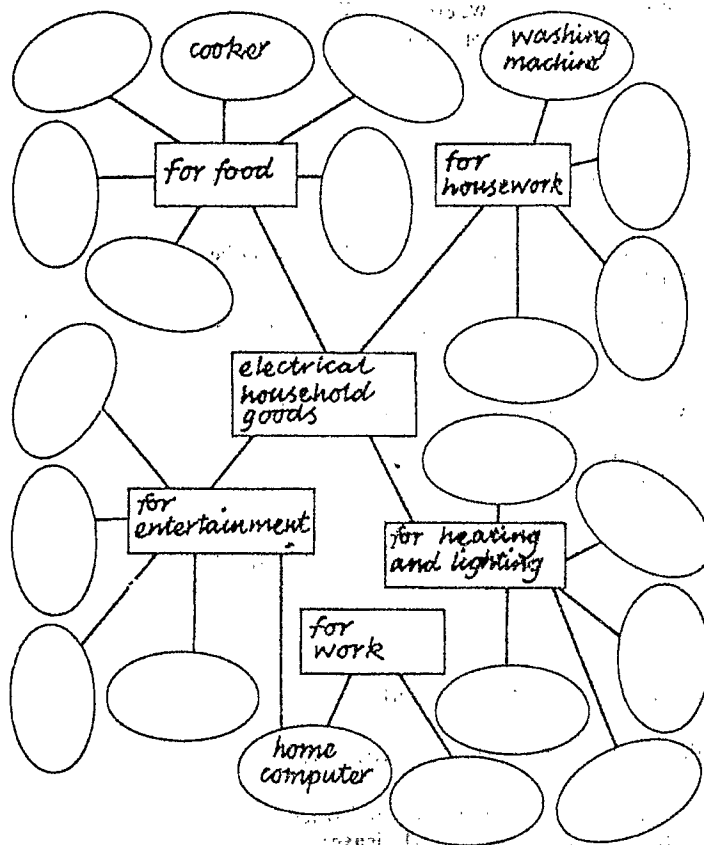 cooker
washing
machine
for food
for
housework
electrical
household
goods
for
entertainment
for heating
and lighting
for
work
home
computer